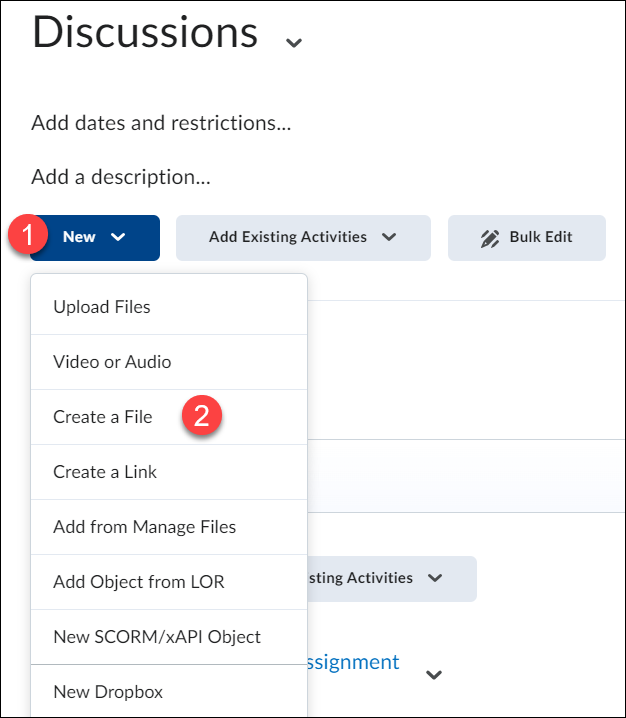 Discussions
Add dates and restrictions...
Add a description...
1 New Add Existing Activities Bulk Edit
Upload Files
Video or Audio
Create a File 2
Create a Link
Add from Manage Files
Add Object from LOR
sting Activities
New SCORM/xAPI Object
ssignment
New Dropbox